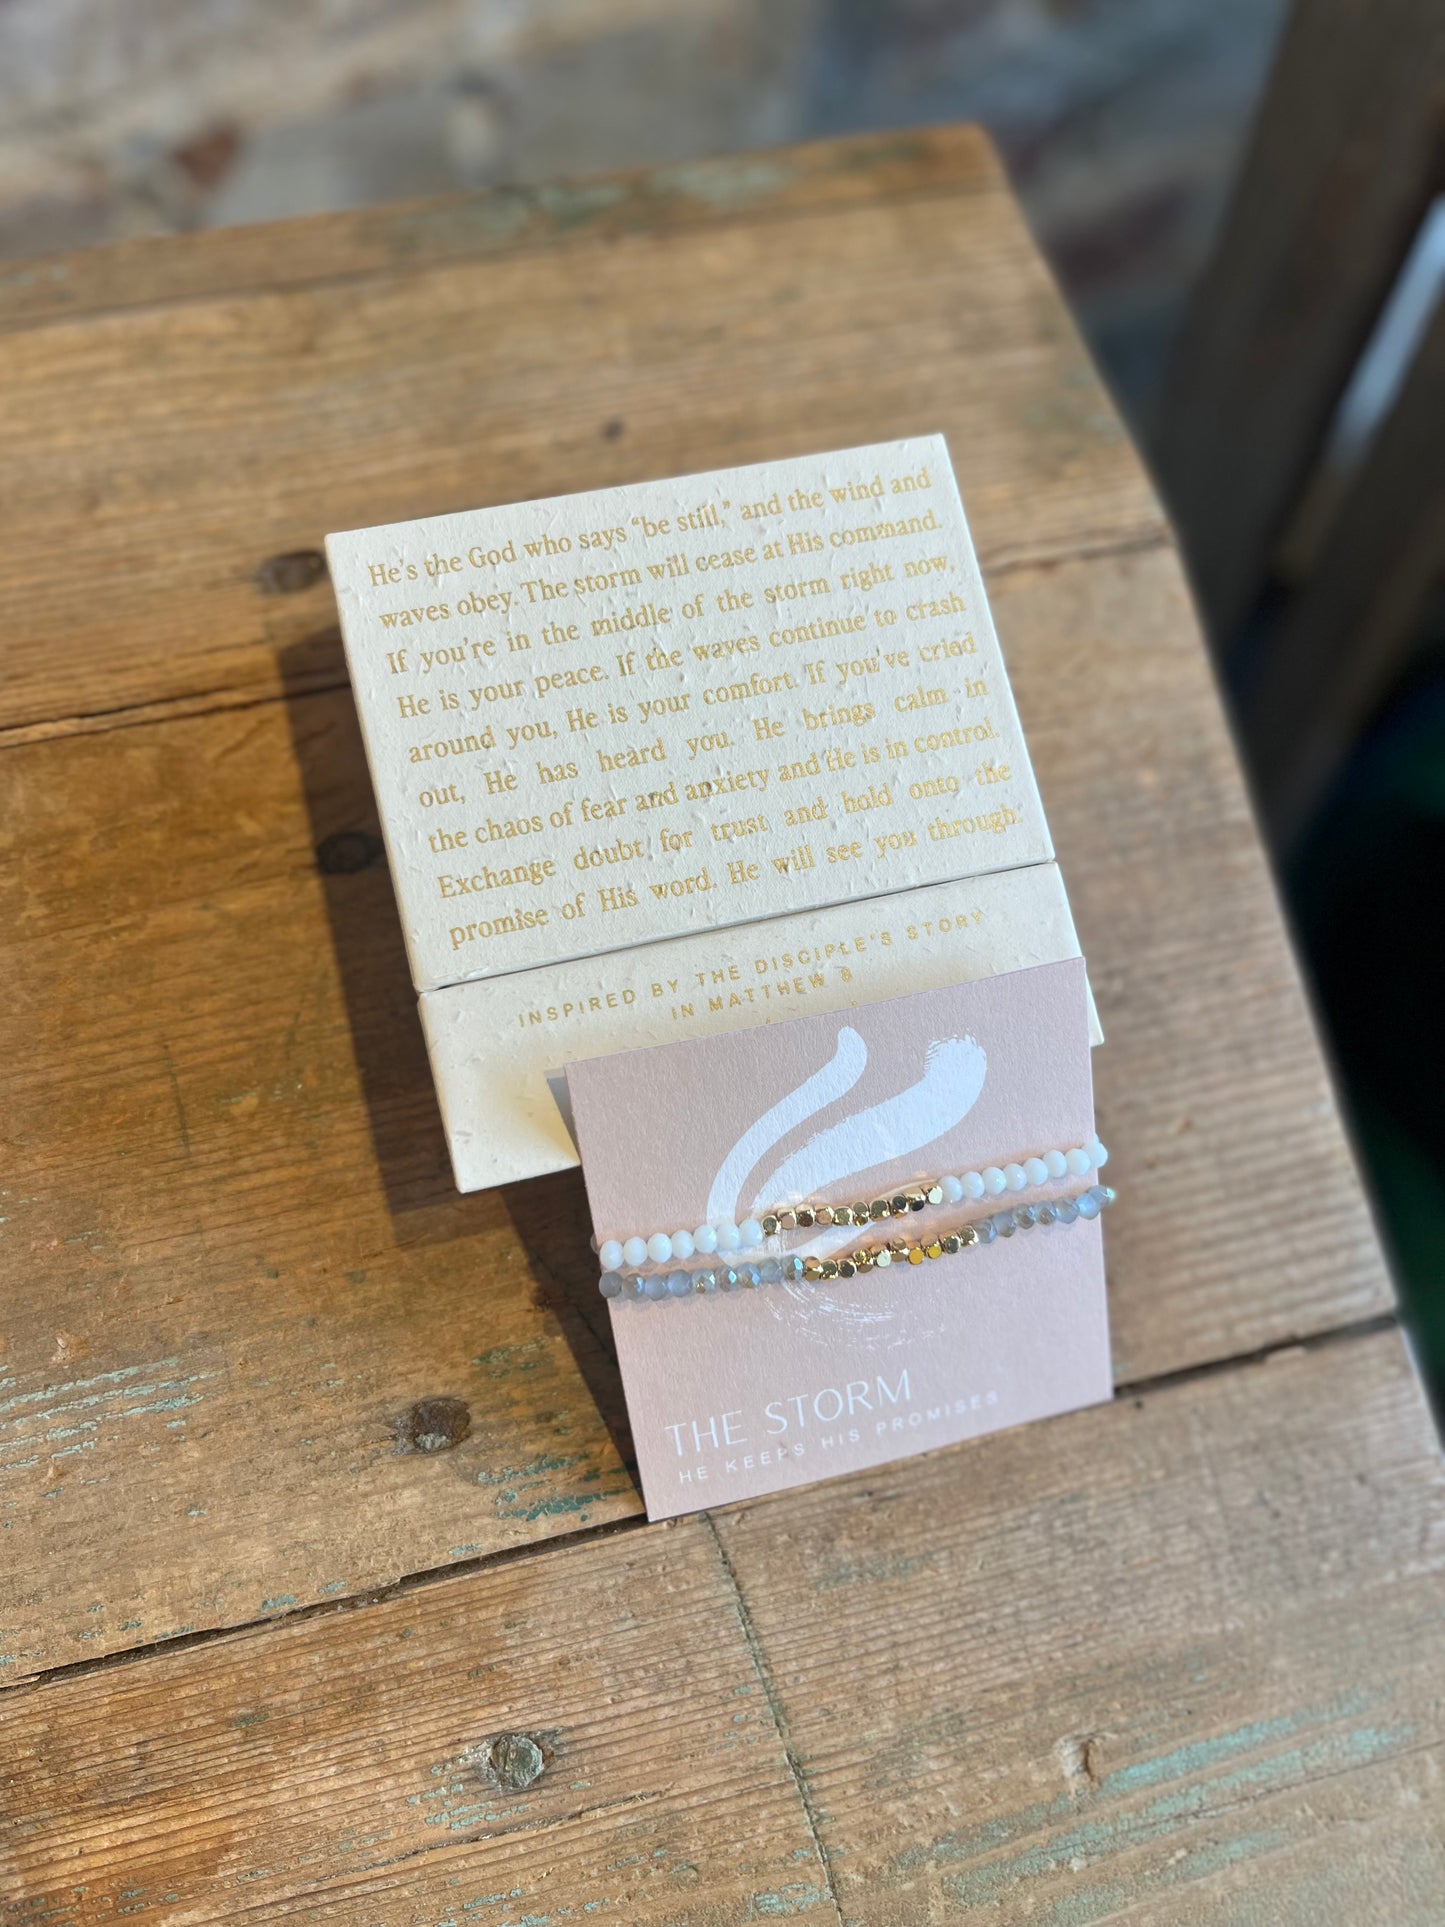 He's the God who says "be still," and the wind and
waves obey. The storm will cease at His command.
If you're in the middle of the storm right now,
He is your peace. If the waves continue to crash
around you, He is your comfort. If you've cried
out, He has heard you. He brings calm in
the chaos of fear and anxiety and He is in control.
Exchange doubt for trust and hold onto the
promise of His word. He will see you through.
INSPIRED BY THE DISCIPLE'S STORY
IN MATTHEW 8
THE STORM
HE KEEPS HIS PROMISES